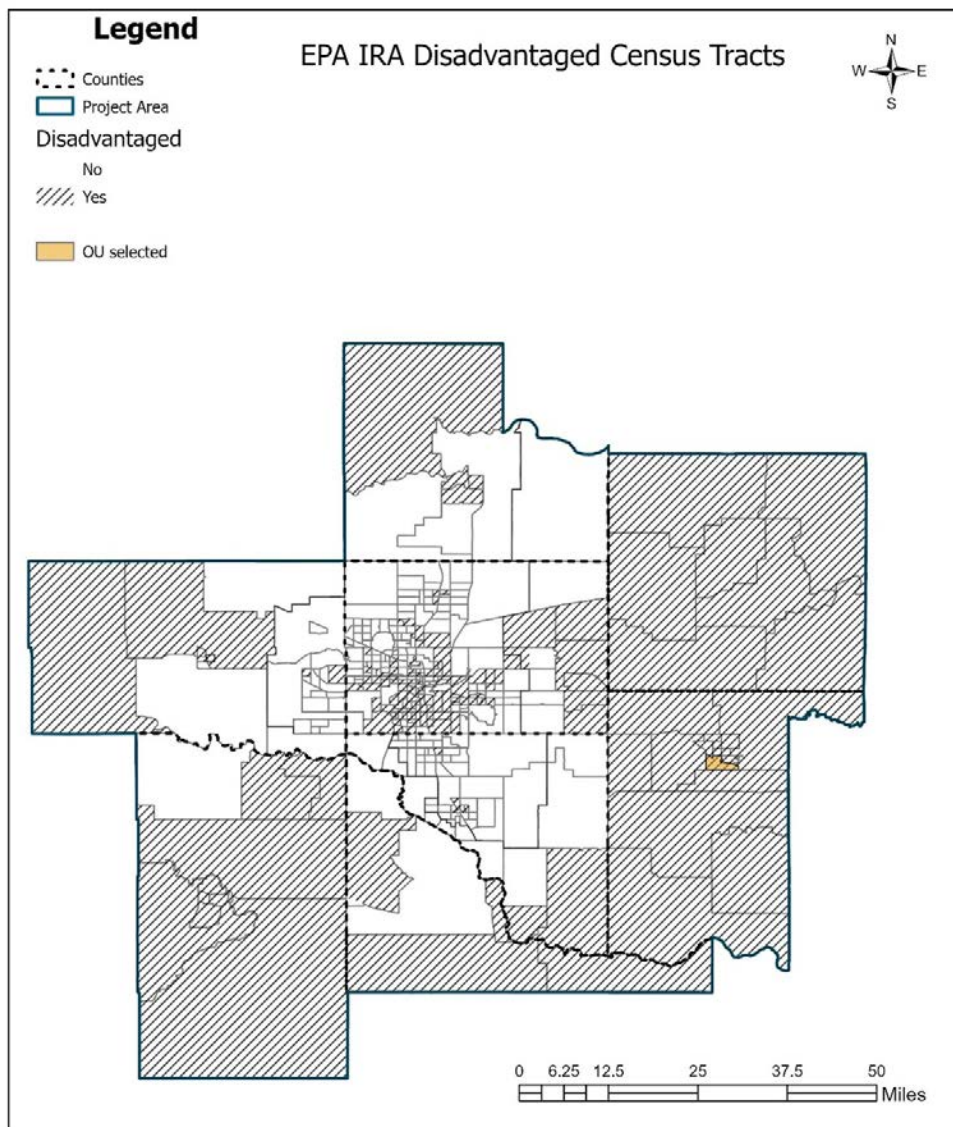 Legend
EPA IRA Disadvantaged Census Tracts
N
W E
S
Counties
Project Area
Disadvantaged
No
Yes
OU selected
0 6.25 12.5 25 37.5 50
Miles